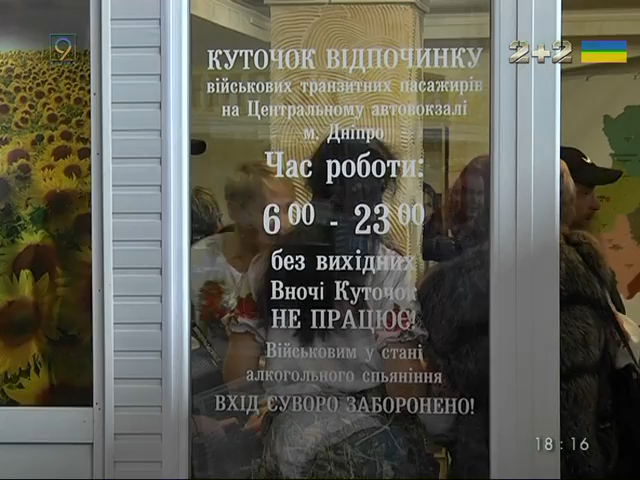 9
2+2
КУТОЧОК ВІДПОЧИНКУ
військових транзитних пасажирів
на Центральному автовокзалі
м. Дніпро
Час роботи:
6 00 - 23 00
без вихідних
Вночі Куточок
НЕ ПРАЦЮЄ!
Військовим у стані
алкогольного сп'яніння
ВХІД СУВОРО ЗАБОРОНЕНО!
18:16